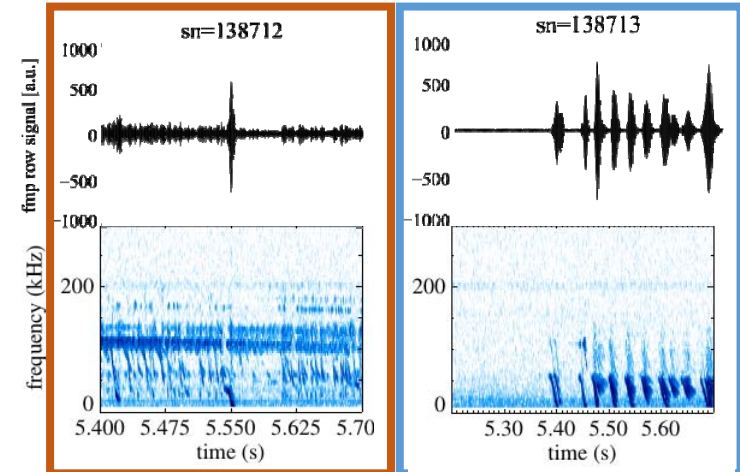 sn=138712
1000
500
0
−500
−1000
fmp row signal [a.u.]
200
0
frequency (kHz)
5.400 5.475 5.550 5.625 5.70
time (s)
sn=138713
1000
500
0
−500
−1000
200
0
5.30 5.40 5.50 5.60
time (s)